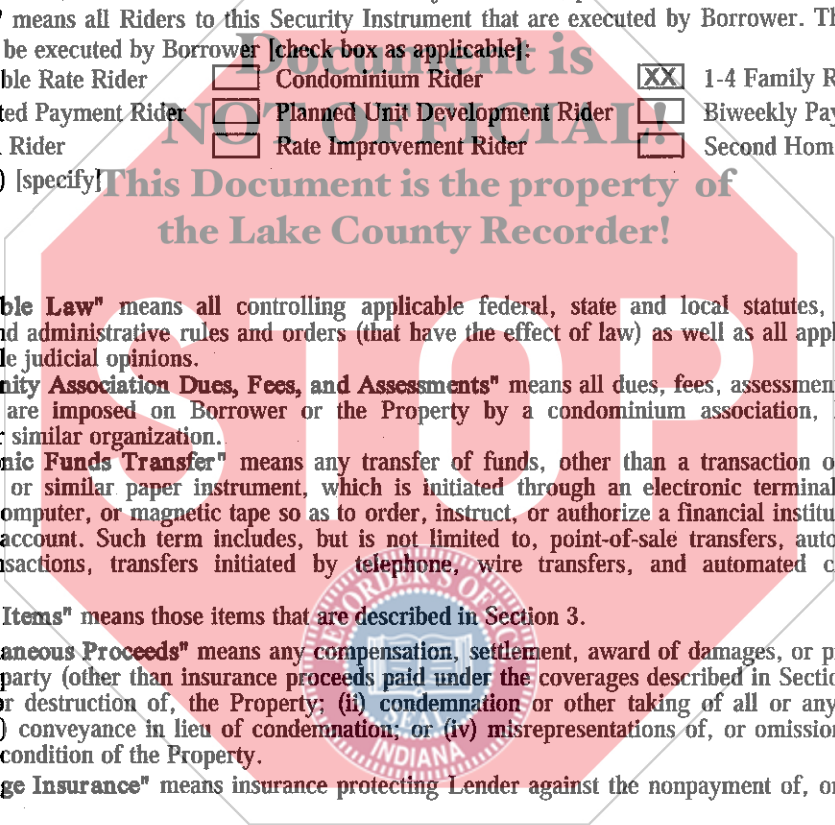 " means all Riders to this Security Instrument that are executed by Borrower. Th
be executed by Borrower [check box as applicable]:
Document is
ble Rate Rider Condominium Rider XX 1-4 Family R
ted Payment Rider Planned Unit Development Rider Biweekly Pay
NOT OFFICIAL!
Rider Rate Improvement Rider Second Hom
) [specify]
This Document is the property of
the Lake County Recorder!
STOP
ble Law" means all controlling applicable federal, state and local statutes,
nd administrative rules and orders (that have the effect of law) as well as all appl
le judicial opinions.
nity Association Dues, Fees, and Assessments" means all dues, fees, assessmen
are imposed on Borrower or the Property by a condominium association,
r similar organization.
nic Funds Transfer" means any transfer of funds, other than a transaction o
or similar paper instrument, which is initiated through an electronic terminal
omputer, or magnetic tape so as to order, instruct, or authorize a financial institu
account. Such term includes, but is not limited to, point-of-sale transfers, auto
nsactions, transfers initiated by telephone, wire transfers, and automated c
Items" means those items that are described in Section 3.
aneous Proceeds" means any compensation, settlement, award of damages, or p
party (other than insurance proceeds paid under the coverages described in Sectio
r destruction of, the Property; (ii) condemnation or other taking of all or any
) conveyance in lieu of condemnation; or (iv) misrepresentations of, or omission
condition of the Property.
ge Insurance" means insurance protecting Lender against the nonpayment of, o
SEAL
INDIANA